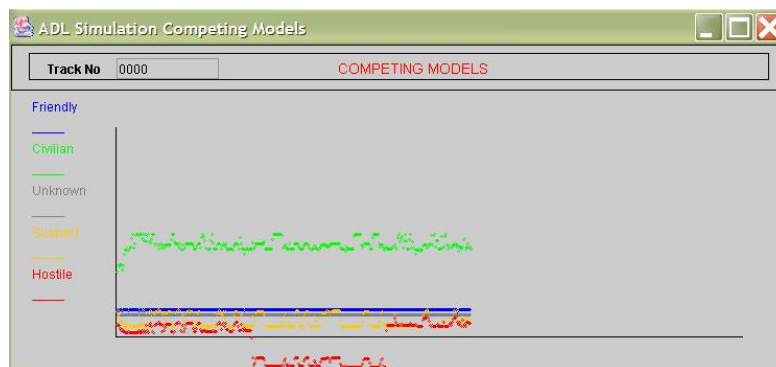 ADL Simulation Competing Models
Track No 0000 COMPETING MODELS
Friendly
Civilian
Unknown
Suspect
Hostile